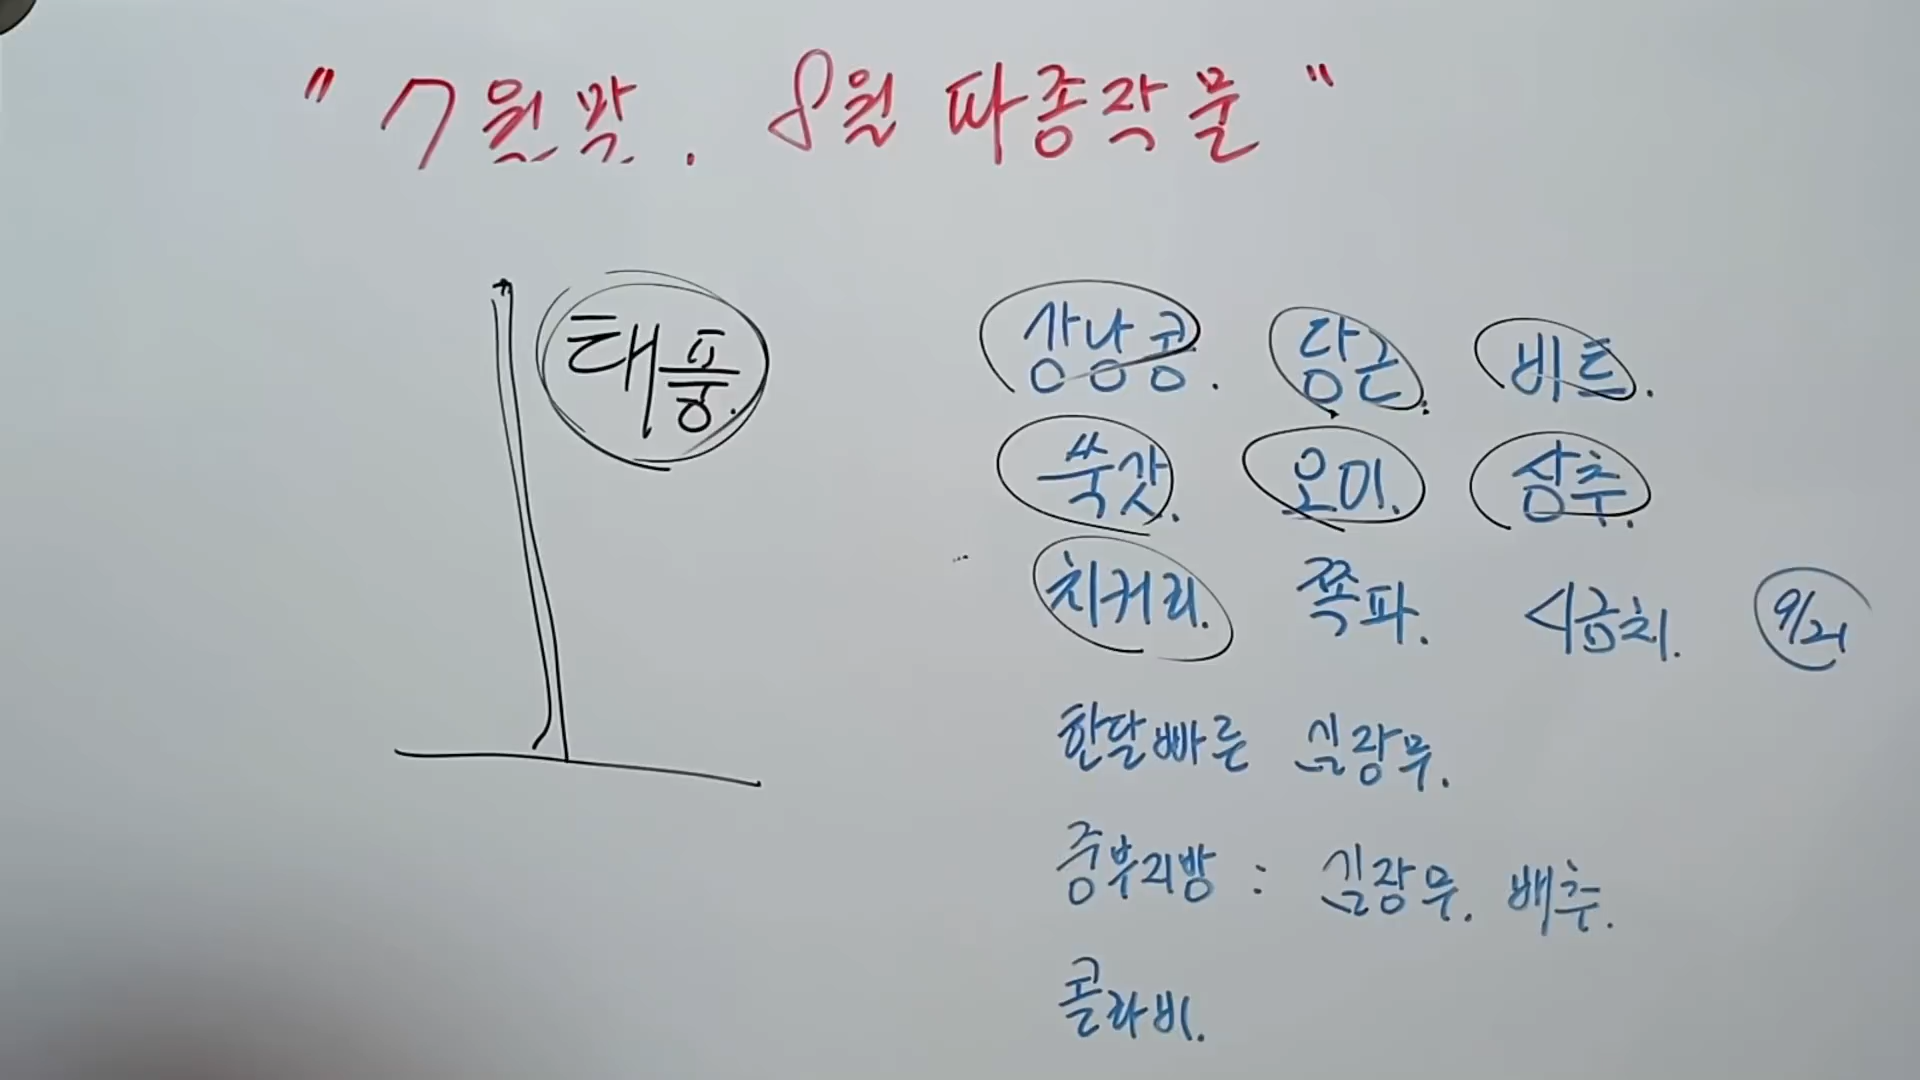 "7월말. 8월 파종작물"
태풍.
강낭콩. 당근. 비트.
쑥갓. 오이. 상추.
치커리. 쪽파. 시금치. 9/21
한달빠른 김장무.
중부지방 : 김장무. 배추.
콜라비.